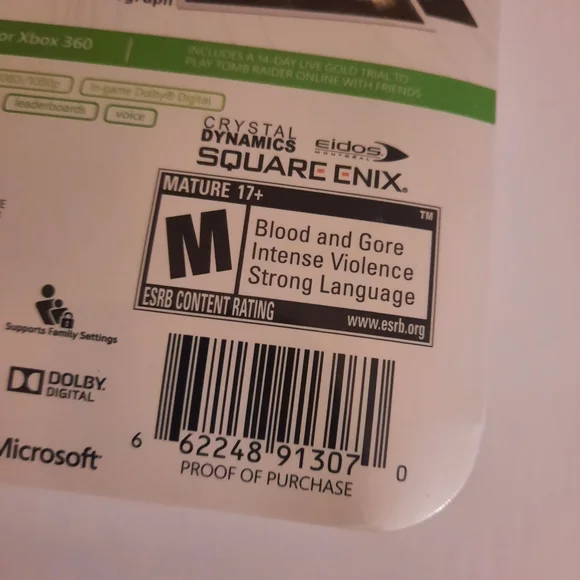 or Xbox 360
INCLUDES A 14-DAY LIVE GOLD TRIAL TO
PLAY TOMB RAIDER ONLINE WITH FRIENDS
in-game Dolby® Digital
leaderboards
voice
CRYSTAL
DYNAMICS
eidos
MONTREAL
SQUARE ENIX®
MATURE 17+
TM
M
Blood and Gore
Intense Violence
Strong Language
ESRB CONTENT RATING
www.esrb.org
Supports Family Settings
DOLBY
DIGITAL
Microsoft
6 62248 91307 0
PROOF OF PURCHASE